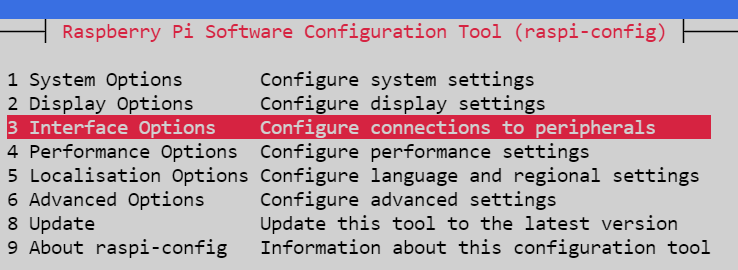 Raspberry Pi Software Configuration Tool (raspi-config)
1 System Options Configure system settings
2 Display Options Configure display settings
3 Interface Options Configure connections to peripherals
4 Performance Options Configure performance settings
5 Localisation Options Configure language and regional settings
6 Advanced Options Configure advanced settings
8 Update Update this tool to the latest version
9 About raspi-config Information about this configuration tool